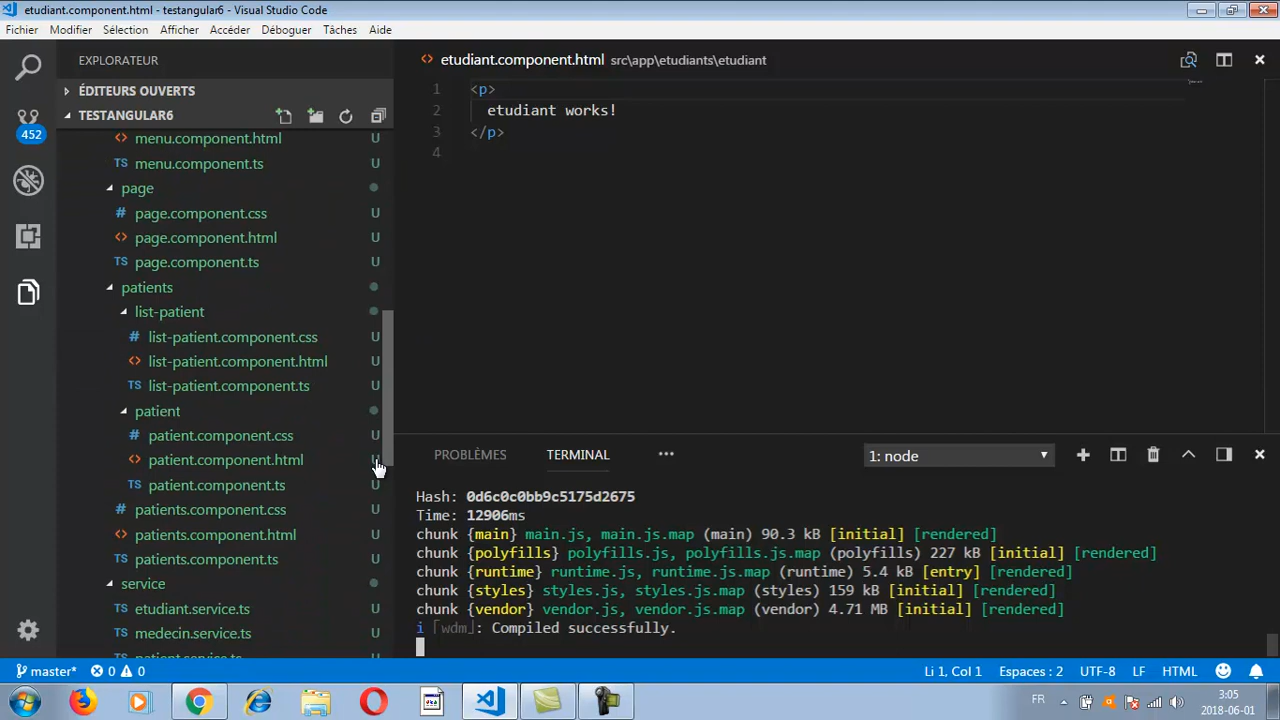 etudiant.component.html - testangular6 - Visual Studio Code
Fichier Modifier Sélection Afficher Accéder Déboguer Tâches Aide
EXPLORATEUR
ÉDITEURS OUVERTS
TESTANGULAR6
452
menu.component.html U
menu.component.ts U
page
page.component.css U
page.component.html U
page.component.ts U
patients
list-patient
list-patient.component.css U
list-patient.component.html U
list-patient.component.ts U
patient
patient.component.css U
patient.component.html U
patient.component.ts U
patients.component.css U
patients.component.html U
patients.component.ts U
service
etudiant.service.ts U
medecin.service.ts U
patient.service.ts U
etudiant.component.html src\app\etudiants\etudiant
1 <p>
2 etudiant works!
3 </p>
4
PROBLÈMES TERMINAL ••• 1: node
Hash: 0d6c0c0bb9c5175d2675
Time: 12906ms
chunk {main} main.js, main.js.map (main) 90.3 kB [initial] [rendered]
chunk {polyfills} polyfills.js, polyfills.js.map (polyfills) 227 kB [initial] [rendered]
chunk {runtime} runtime.js, runtime.js.map (runtime) 5.4 kB [entry] [rendered]
chunk {styles} styles.js, styles.js.map (styles) 159 kB [initial] [rendered]
chunk {vendor} vendor.js, vendor.js.map (vendor) 4.71 MB [initial] [rendered]
i ｢wdm｣: Compiled successfully.
master* 0 0 Li 1, Col 1 Espaces : 2 UTF-8 LF HTML
FR 3:05
2018-06-01